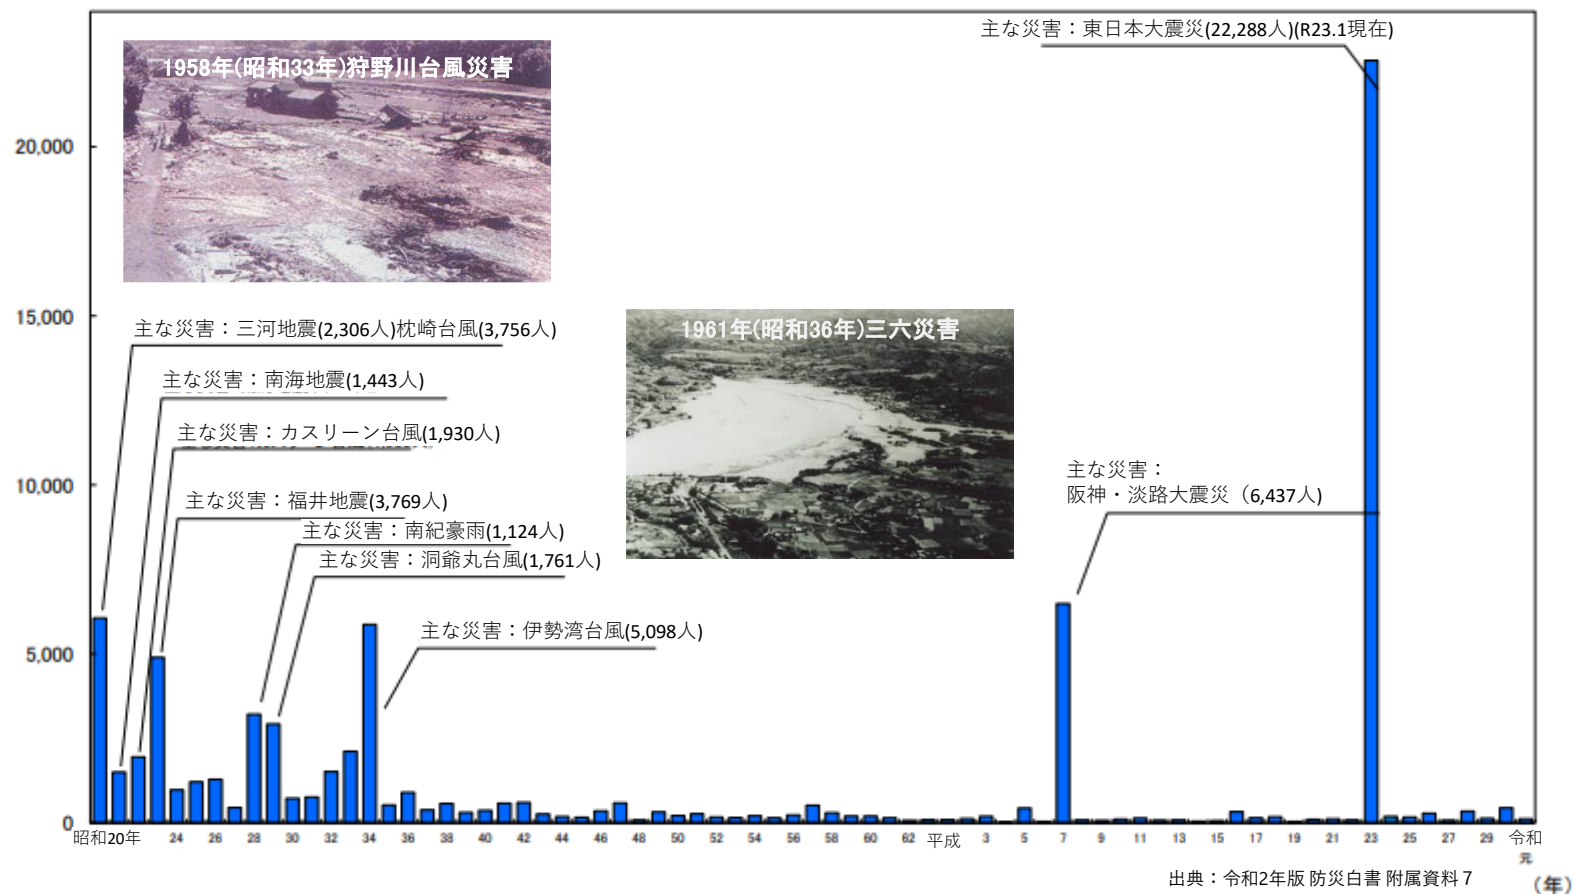 主な災害：東日本大震災(22,288人)(R23.1現在)
1958年(昭和33年)狩野川台風災害
20,000
15,000
主な災害：三河地震(2,306人)枕崎台風(3,756人)
1961年(昭和36年)三六災害
主な災害：南海地震(1,443人)
主な災害：カスリーン台風(1,930人)
主な災害：
阪神・淡路大震災（6,437人）
10,000
主な災害：福井地震(3,769人)
主な災害：南紀豪雨(1,124人)
主な災害：洞爺丸台風(1,761人)
主な災害：伊勢湾台風(5,098人)
5,000
0
昭和20年 24 26 28 30 32 34 36 38 40 42 44 46 48 50 52 54 56 58 60 62 平成 3 5 7 9 11 13 15 17 19 21 23 25 27 29 令和
元
出典：令和2年版 防災白書 附属資料７
（年）